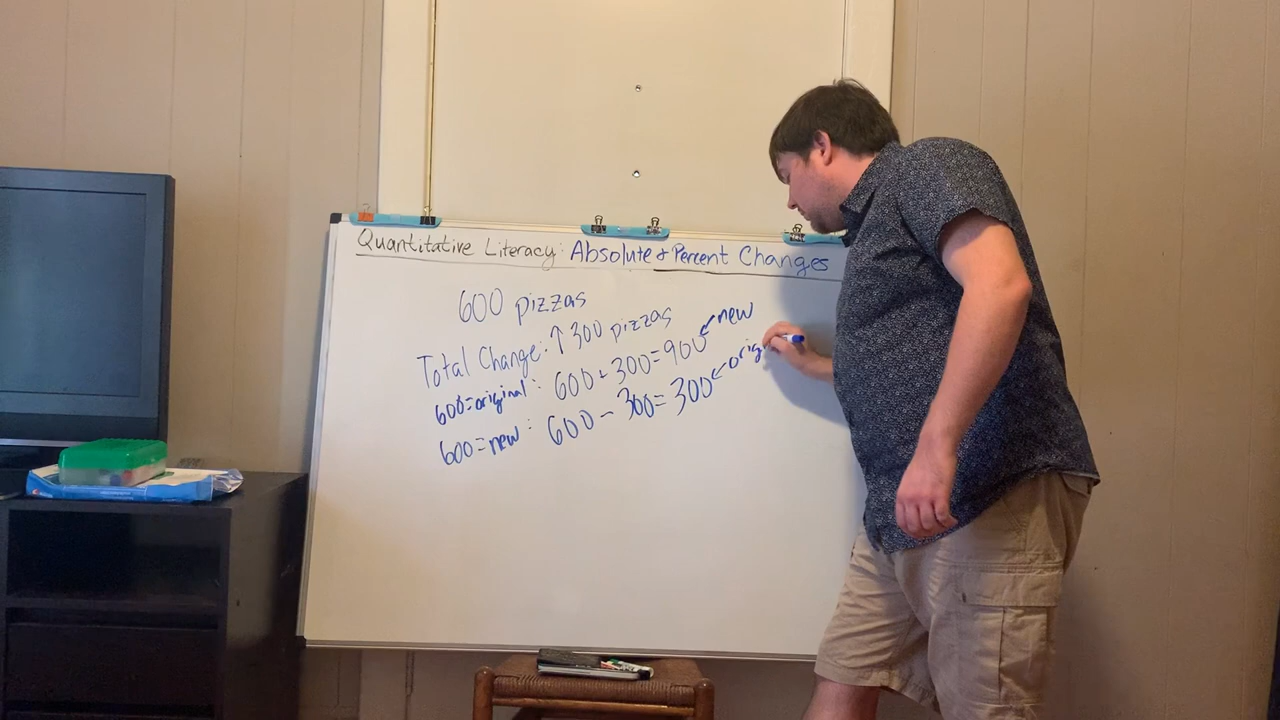 Quantitative Literacy: Absolute & Percent Changes
600 pizzas
Total Change: ↑ 300 pizzas
600=original: 600 + 300 = 900 ← new
600=new: 600 - 300 = 300 ← orig